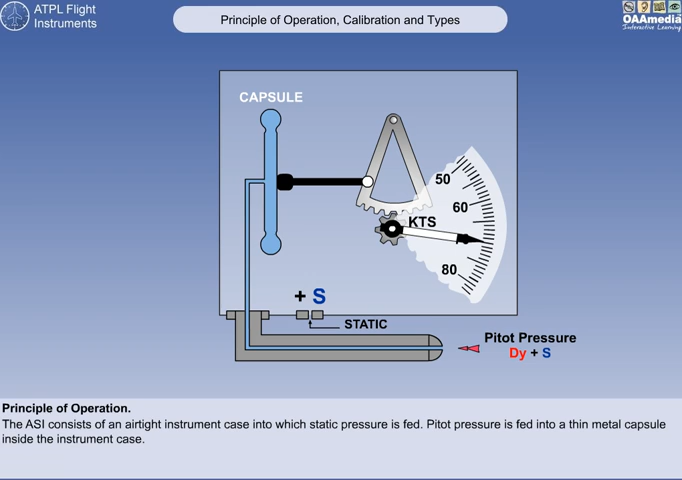 ATPL Flight
Instruments
Principle of Operation, Calibration and Types
OAAmedia
Interactive Learning
CAPSULE
50
60
KTS
80
+ S
STATIC
Pitot Pressure
Dy + S
Principle of Operation.
The ASI consists of an airtight instrument case into which static pressure is fed. Pitot pressure is fed into a thin metal capsule
inside the instrument case.